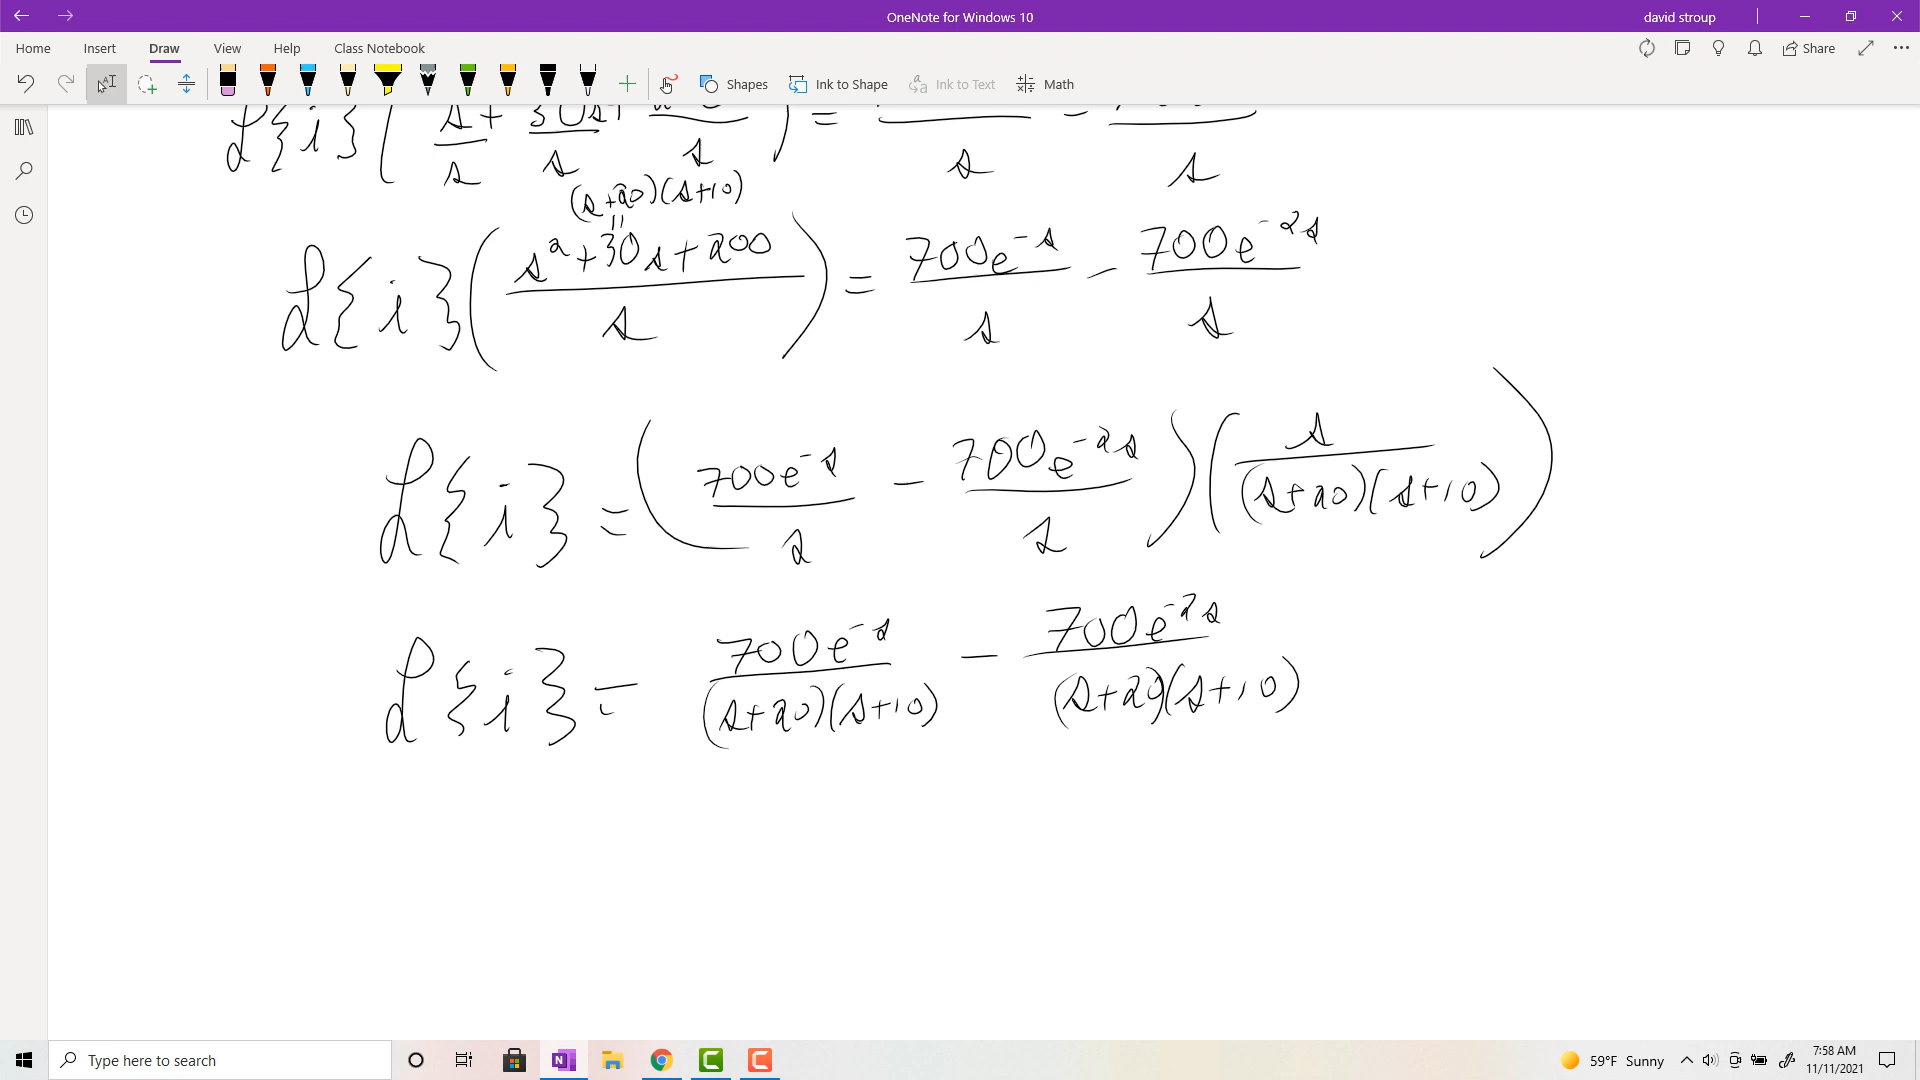 OneNote for Windows 10
david stroup
Home Insert Draw View Help Class Notebook
Share
Shapes Ink to Shape Ink to Text Math
ℒ{i}( s/s + 30s/s + /s ) = /s - /s
(s+20)(s+10)
=
ℒ{i}( (s²+30s+200)/s ) = 700e^{-s}/s - 700e^{-2s}/s
ℒ{i} = ( 700e^{-s}/s - 700e^{-2s}/s )( s/((s+20)(s+10)) )
ℒ{i} = 700e^{-s}/((s+20)(s+10)) - 700e^{-2s}/((s+20)(s+10))
Type here to search
59°F Sunny
7:58 AM
11/11/2021